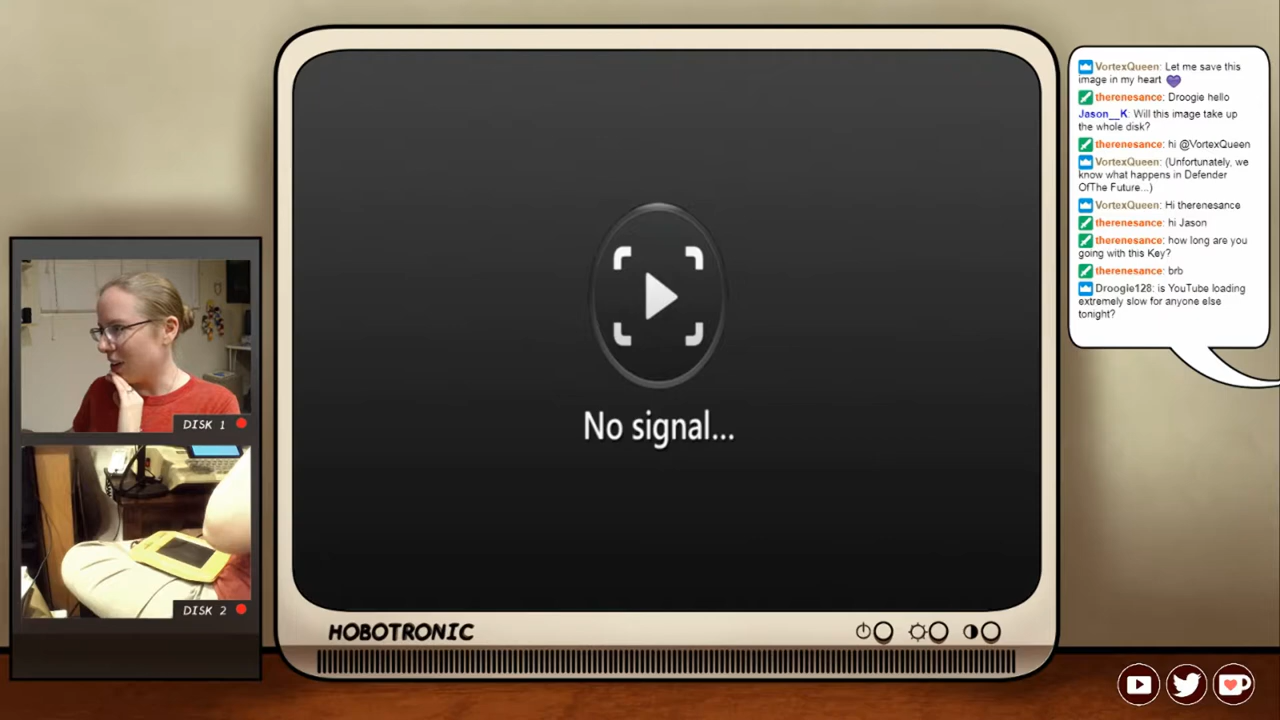 VortexQueen: Let me save this
image in my heart
therenesance: Droogie hello
Jason__K: Will this image take up
the whole disk?
therenesance: hi @VortexQueen
VortexQueen: (Unfortunately, we
know what happens in Defender
OfThe Future...)
VortexQueen: Hi therenesance
therenesance: hi Jason
therenesance: how long are you
going with this Key?
therenesance: brb
Droogie128: is YouTube loading
extremely slow for anyone else
tonight?
No signal...
DISK 1
DISK 2
HOBOTRONIC